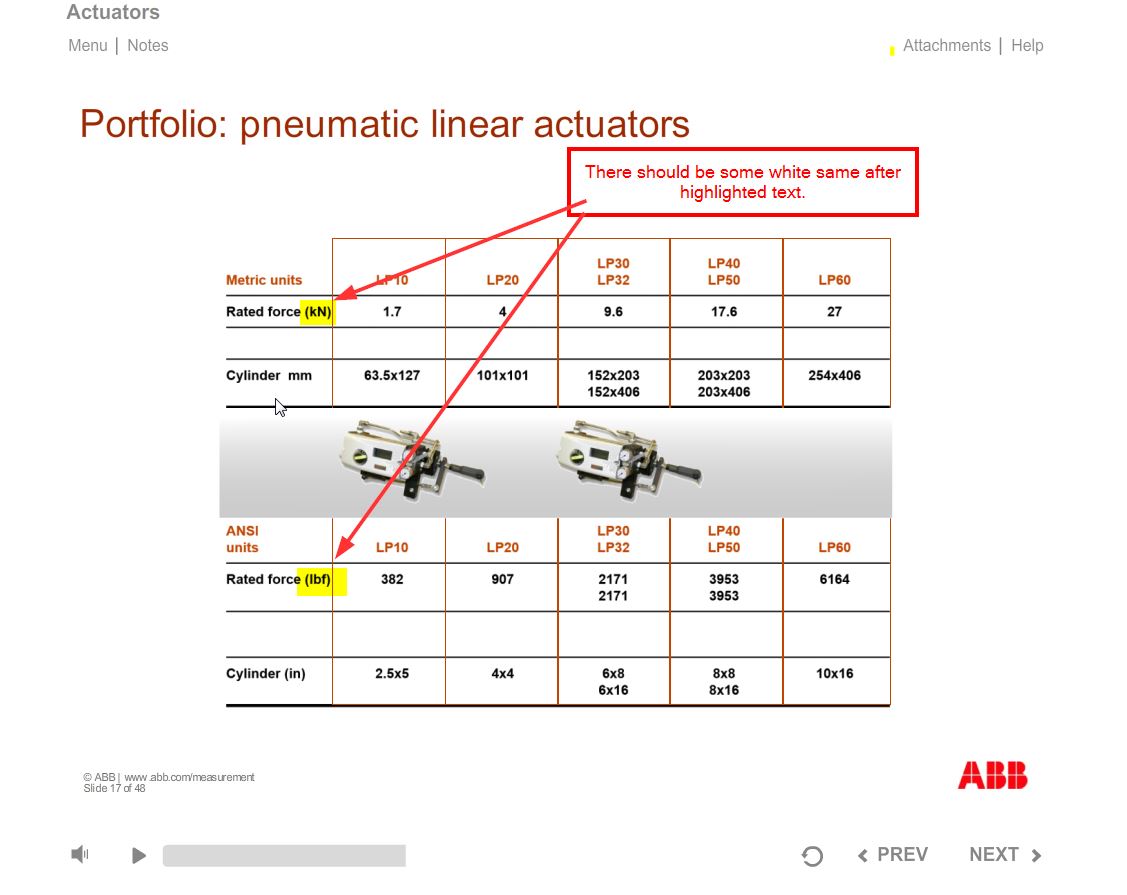 Actuators
Menu | Notes
Attachments | Help
Portfolio: pneumatic linear actuators
There should be some white same after
highlighted text.
LP30 LP40
Metric units LP10 LP20 LP32 LP50 LP60
Rated force (kN) 1.7 4 9.6 17.6 27
Cylinder mm 63.5x127 101x101 152x203 203x203 254x406
152x406 203x406
ANSI LP30 LP40
units LP10 LP20 LP32 LP50 LP60
Rated force (lbf) 382 907 2171 3953 6164
2171 3953
Cylinder (in) 2.5x5 4x4 6x8 8x8 10x16
6x16 8x16
© ABB | www.abb.com/measurement
Slide 17 of 48
ABB
PREV NEXT